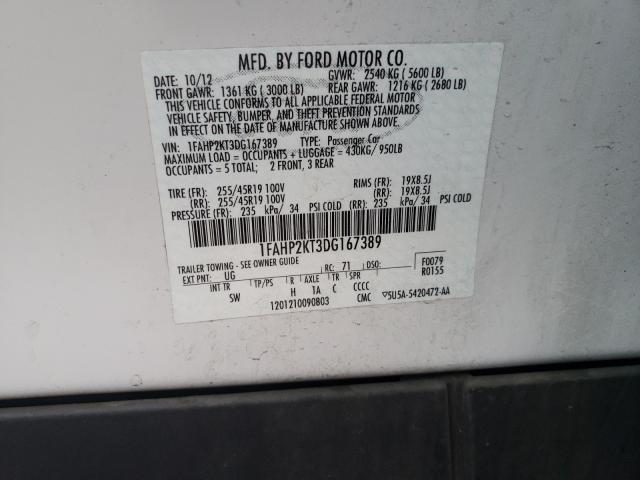 MFD. BY FORD MOTOR CO.
DATE: 10/12 GVWR: 2540 KG ( 5600 LB)
FRONT GAWR: 1361 KG ( 3000 LB) REAR GAWR: 1216 KG ( 2680 LB)
THIS VEHICLE CONFORMS TO ALL APPLICABLE FEDERAL MOTOR
VEHICLE SAFETY, BUMPER, AND THEFT PREVENTION STANDARDS
IN EFFECT ON THE DATE OF MANUFACTURE SHOWN ABOVE.
VIN: 1FAHP2KT3DG167389 TYPE: Passenger Car
MAXIMUM LOAD = OCCUPANTS + LUGGAGE = 430KG/ 950LB
OCCUPANTS = 5 TOTAL; 2 FRONT, 3 REAR
TIRE (FR): 255/45R19 100V RIMS (FR): 19X8.5J
(RR): 255/45R19 100V (RR): 19X8.5J
PRESSURE (FR): 235 kPa/ 34 PSI COLD (RR): 235 kPa/ 34 PSI COLD
1FAHP2KT3DG167389
TRAILER TOWING - SEE OWNER GUIDE F0079
EXT PNT: UG RC: 71 DSO: R0155
INT TR TP/PS R AXLE TR SPR
SW H 1A C CCCC
1201210090803 CMC 5U5A-5420472-AA